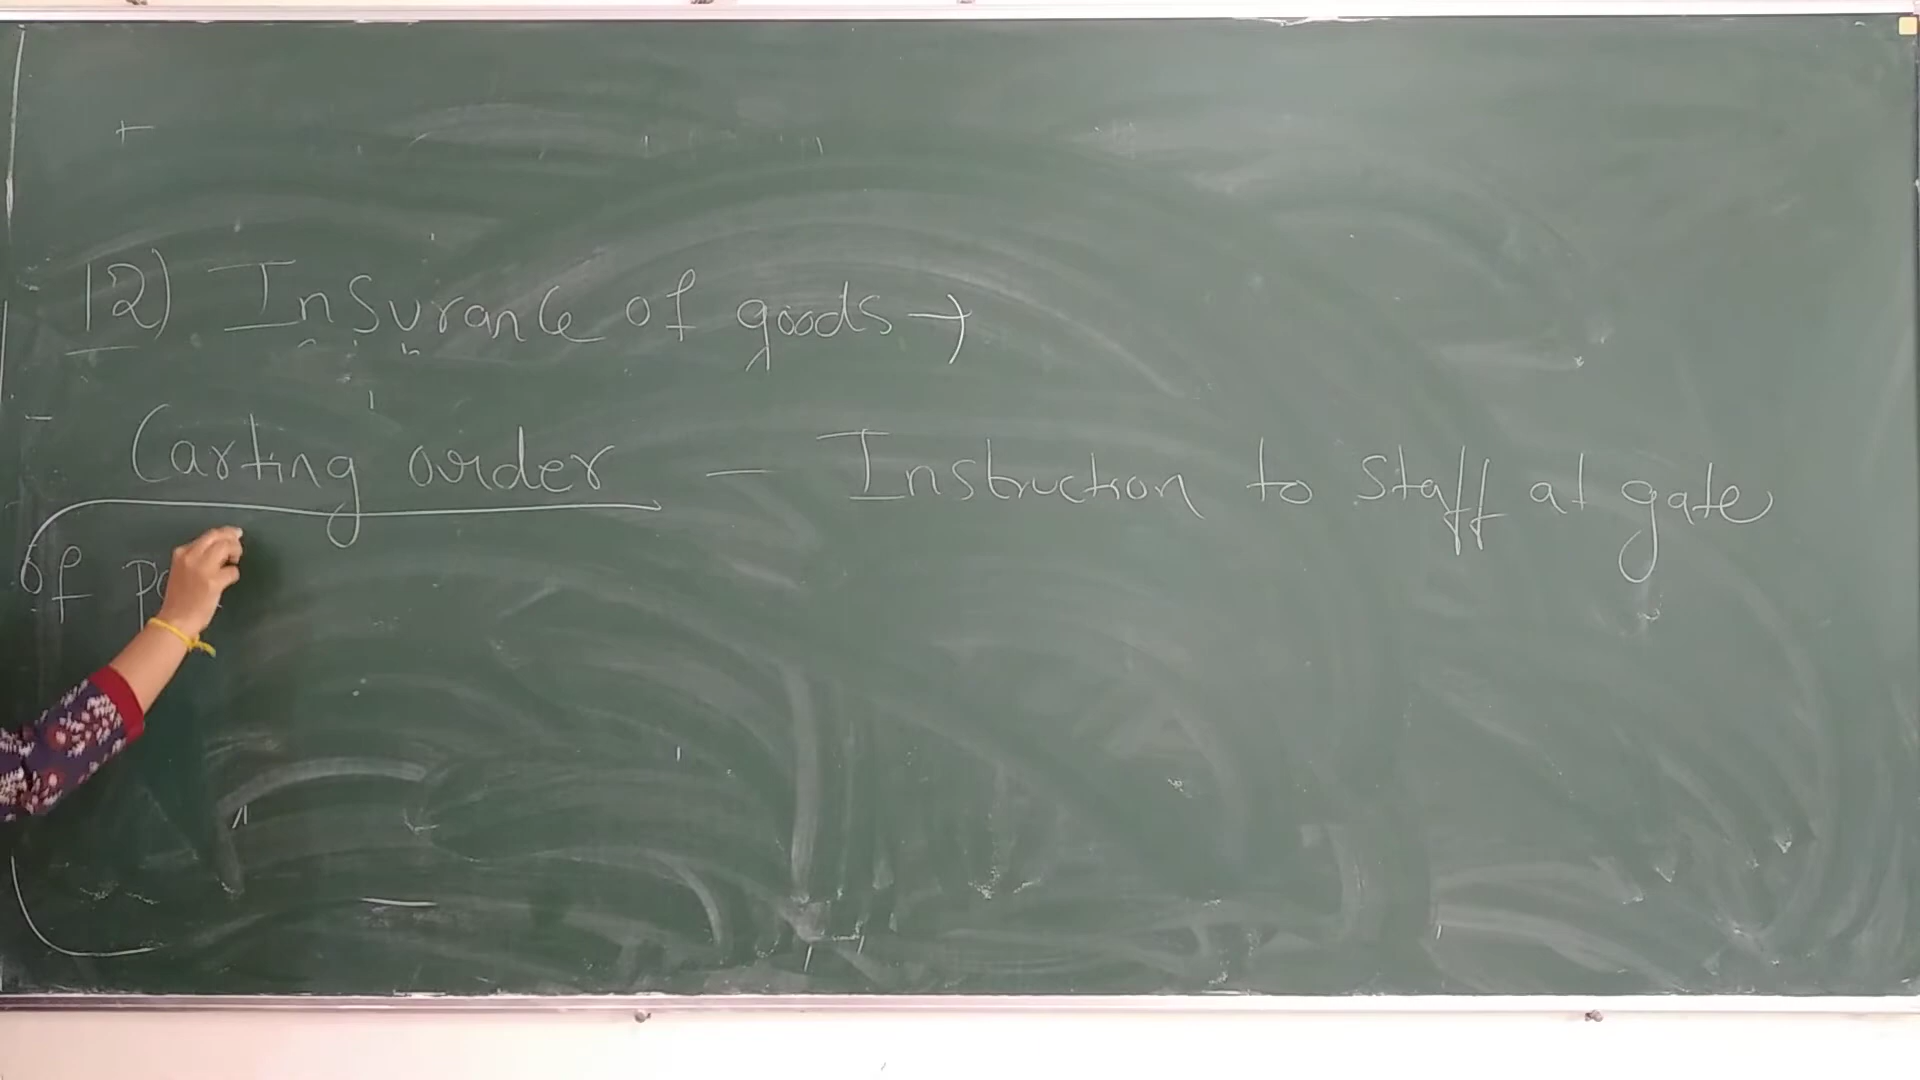 12) Insurance of goods →
Carting order - Instruction to Staff at gate
of